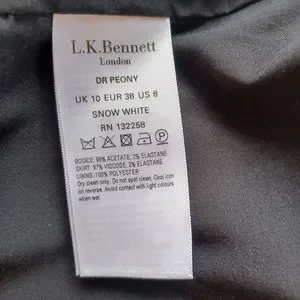 L.K.Bennett
London
DR PEONY
UK 10 EUR 38 US 6
SNOW WHITE
RN 132258
BODICE: 98% ACETATE, 2% ELASTANE
SKIRT: 97% VISCOSE, 3% ELASTANE
LINING: 100% POLYESTER
Dry clean only. Do not spot clean. Cool iron
on reverse. Avoid contact with light colours
when wet.